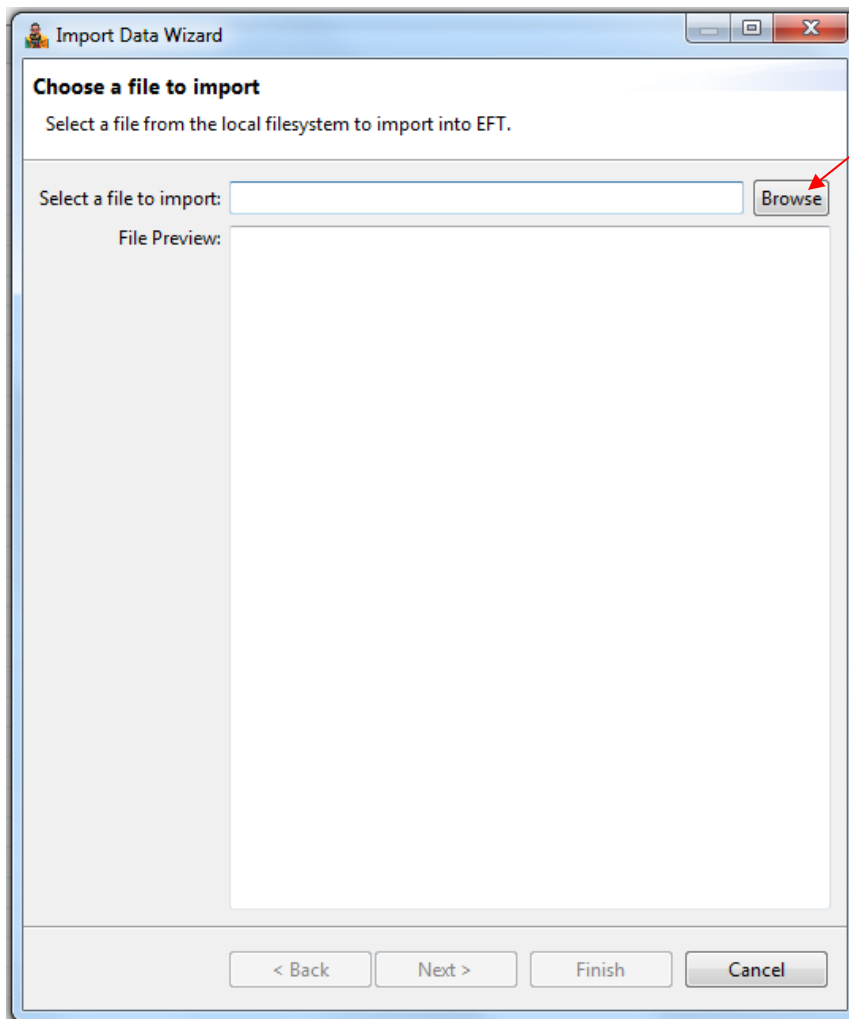 Import Data Wizard
Choose a file to import
Select a file from the local filesystem to import into EFT.
Select a file to import: Browse
File Preview:
< Back Next > Finish Cancel